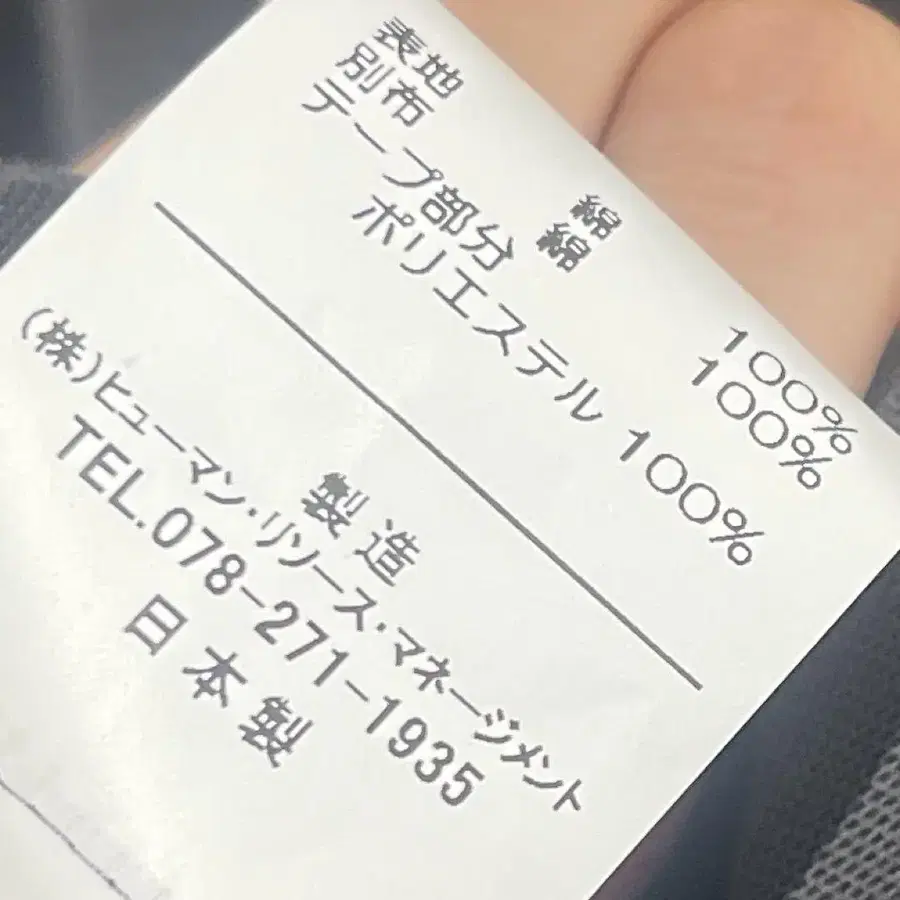 表地 綿 100%
別布 綿 100%
テープ部分
ポリエステル 100%
製造
(株)ヒューマン・リソース・マネージメント
TEL.078-271-1935
日本製